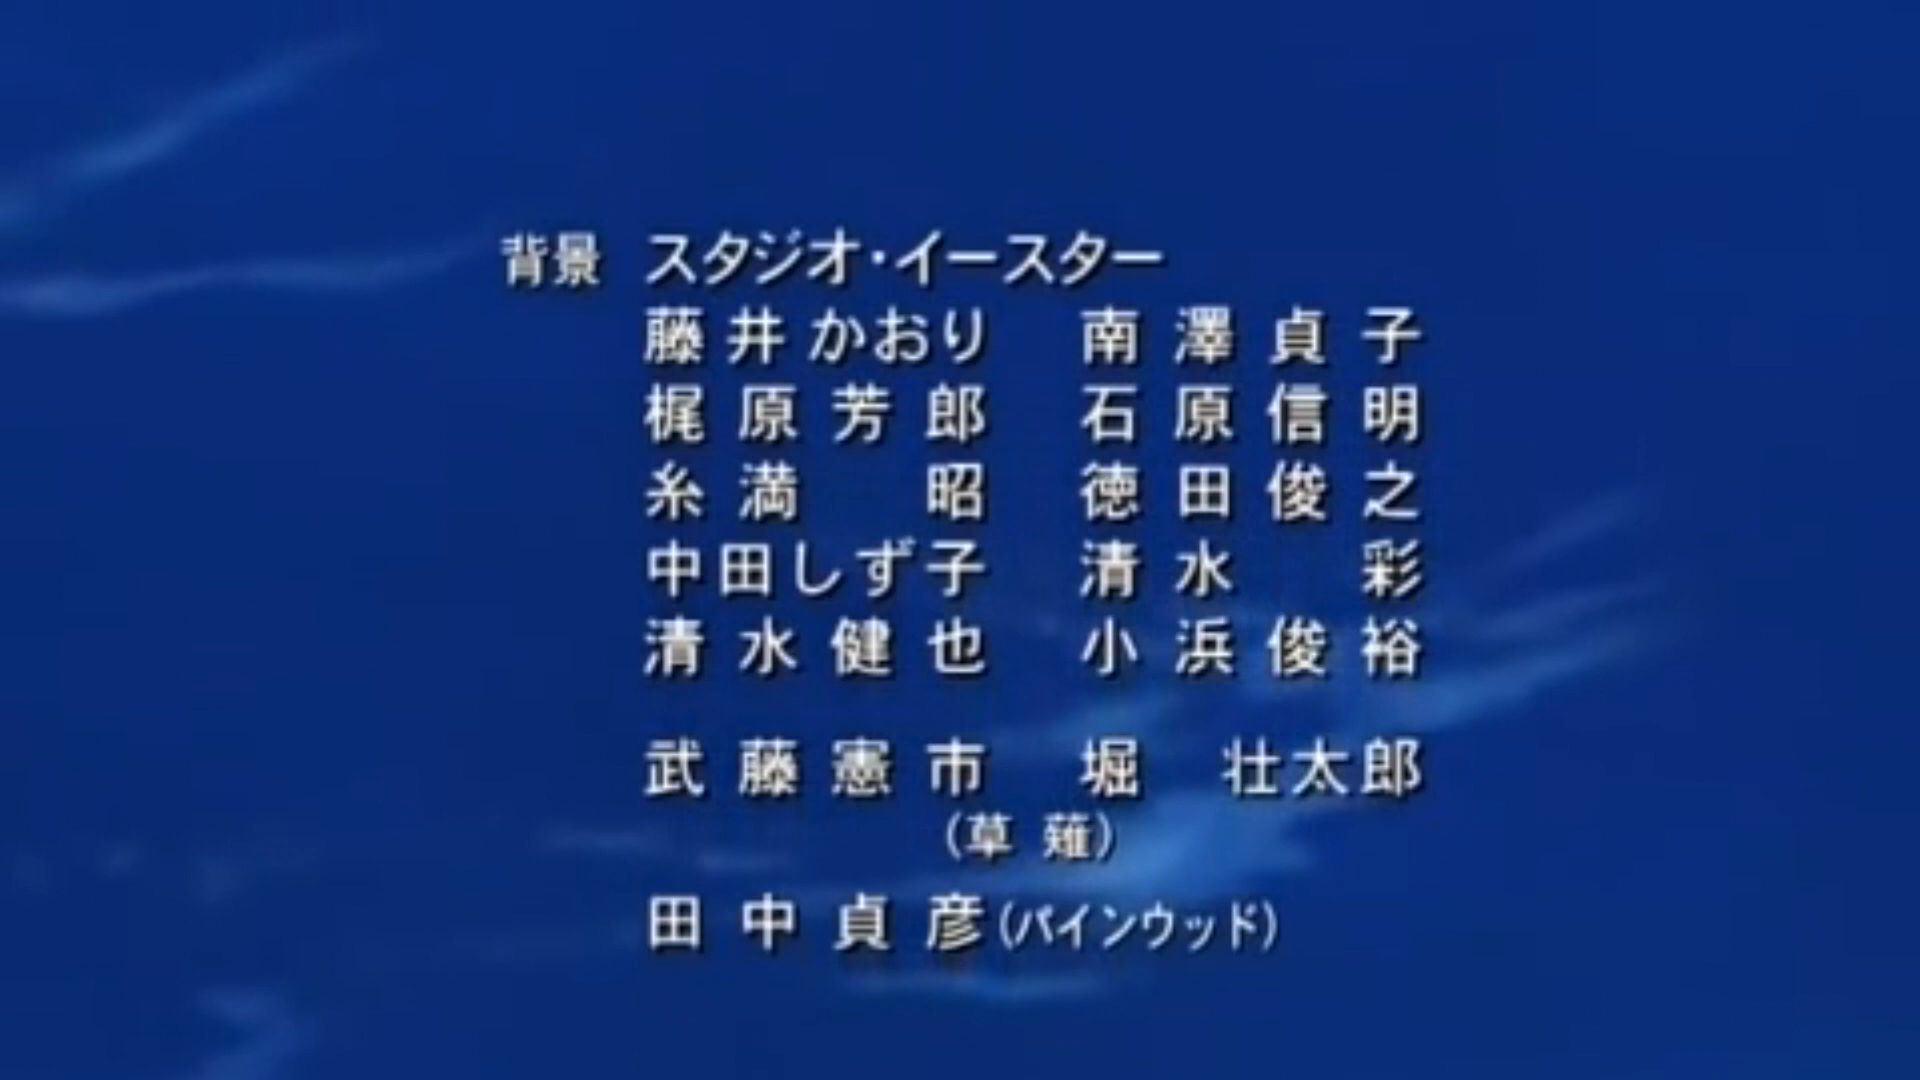 背景 スタジオ・イースター
藤井かおり 南澤貞子
梶原芳郎 石原信明
糸満 昭 徳田俊之
中田しず子 清水 彩
清水健也 小浜俊裕
武藤憲市 堀 壮太郎
（草薙）
田中貞彦（パインウッド）